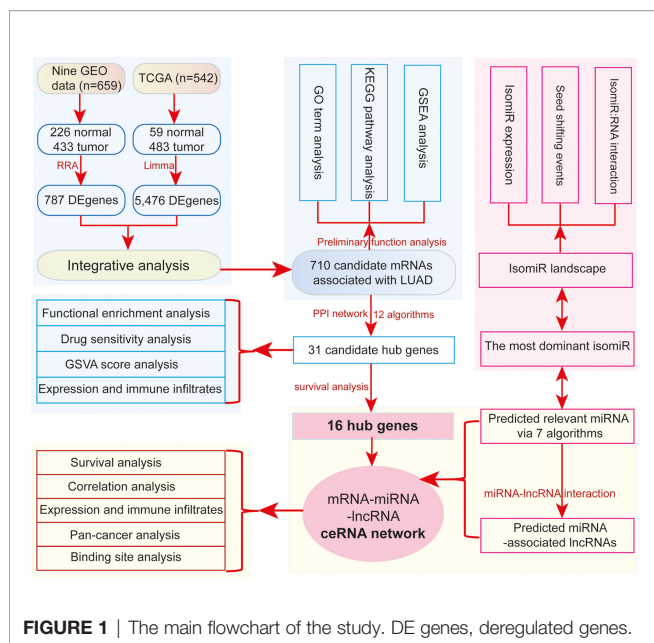 Nine GEO
data (n=659)
TCGA (n=542)
226 normal
433 tumor
59 normal
483 tumor
RRA
Limma
787 DEgenes
5,476 DEgenes
Integrative analysis
GO term analysis
KEGG pathway analysis
GSEA analysis
Preliminary function analysis
710 candidate mRNAs
associated with LUAD
PPI network
12 algorithms
31 candidate hub genes
Functional enrichment analysis
Drug sensitivity analysis
GSVA score analysis
Expression and immune infiltrates
survival analysis
16 hub genes
mRNA-miRNA
-lncRNA
ceRNA network
Survival analysis
Correlation analysis
Expression and immune infiltrates
Pan-cancer analysis
Binding site analysis
IsomiR expression
Seed shifting events
IsomiR:RNA interaction
IsomiR landscape
The most dominant isomiR
Predicted relevant miRNA
via 7 algorithms
miRNA-lncRNA interaction
Predicted miRNA
-associated lncRNAs
FIGURE 1 | The main flowchart of the study. DE genes, deregulated genes.